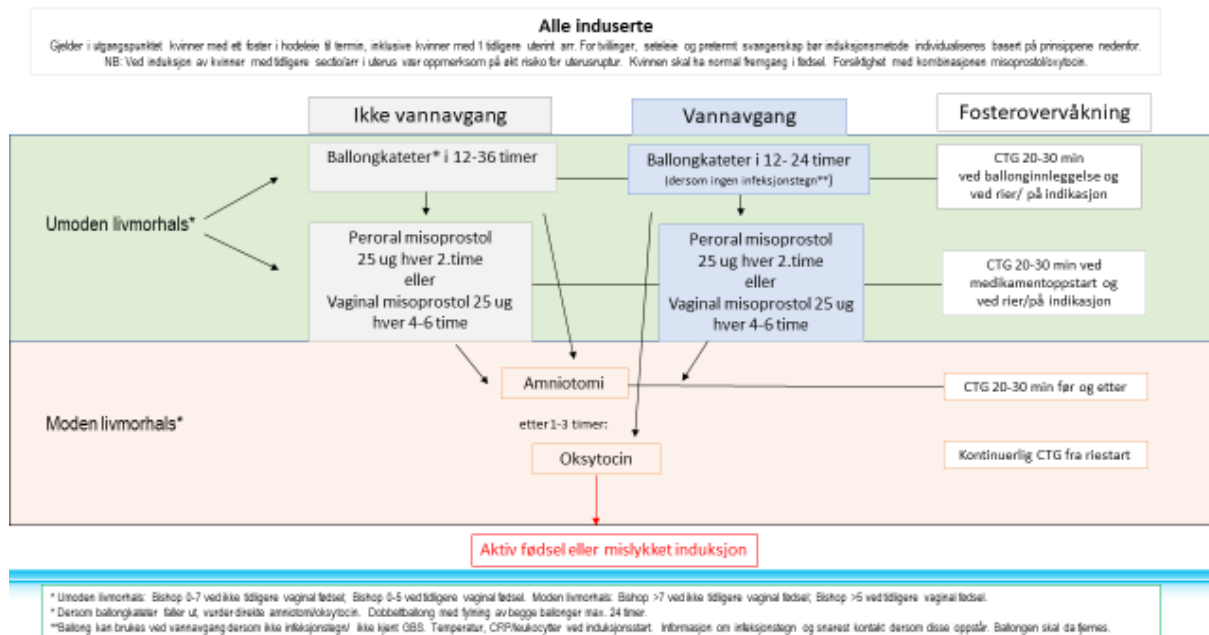 Alle induserte
Gjelder i utgangspunktet kvinner med ett foster i hodeleie til termin, inklusive kvinner med 1 tidligere uterint arr. For tvillinger, seteleie og pretermt svangerskap bør induksjonsmetode individualiseres basert på prinsippene nedenfor.
NB: Ved induksjon av kvinner med tidligere sectio/arr i uterus vær oppmerksom på økt risiko for uterusruptur. Kvinnen skal ha normal fremgang i fødsel. Forsiktighet med kombinasjonen misoprostol/oxytocin.
Ikke vannavgang
Vannavgang
Fosterovervåkning
Ballongkateter* i 12-36 timer
Ballongkateter i 12- 24 timer
(dersom ingen infeksjonstegn**)
CTG 20-30 min
ved ballonginnleggelse og
ved rier/ på indikasjon
Umoden livmorhals*
Peroral misoprostol
25 ug hver 2.time
eller
Vaginal misoprostol 25 ug
hver 4-6 time
Peroral misoprostol
25 ug hver 2.time
eller
Vaginal misoprostol 25 ug
hver 4-6 time
CTG 20-30 min ved
medikamentoppstart og
ved rier/på indikasjon
Amniotomi
CTG 20-30 min før og etter
Moden livmorhals*
etter 1-3 timer:
Oksytocin
Kontinuerlig CTG fra riestart
Aktiv fødsel eller mislykket induksjon
* Umoden livmorhals: Bishop 0-7 ved ikke tidligere vaginal fødsel; Bishop 0-5 ved tidligere vaginal fødsel. Moden livmorhals: Bishop >7 ved ikke tidligere vaginal fødsel; Bishop >5 ved tidligere vaginal fødsel.
* Dersom ballongkateter faller ut, vurder direkte amniotomi/oksytocin. Dobbeltballong med fylning av begge ballonger max. 24 timer.
**Ballong kan brukes ved vannavgang dersom ikke infeksjonstegn/ ikke kjent GBS. Temperatur, CRP/leukocytter ved induksjonsstart. Informasjon om infeksjonstegn og snarest kontakt dersom disse oppstår. Ballongen skal da fjernes.